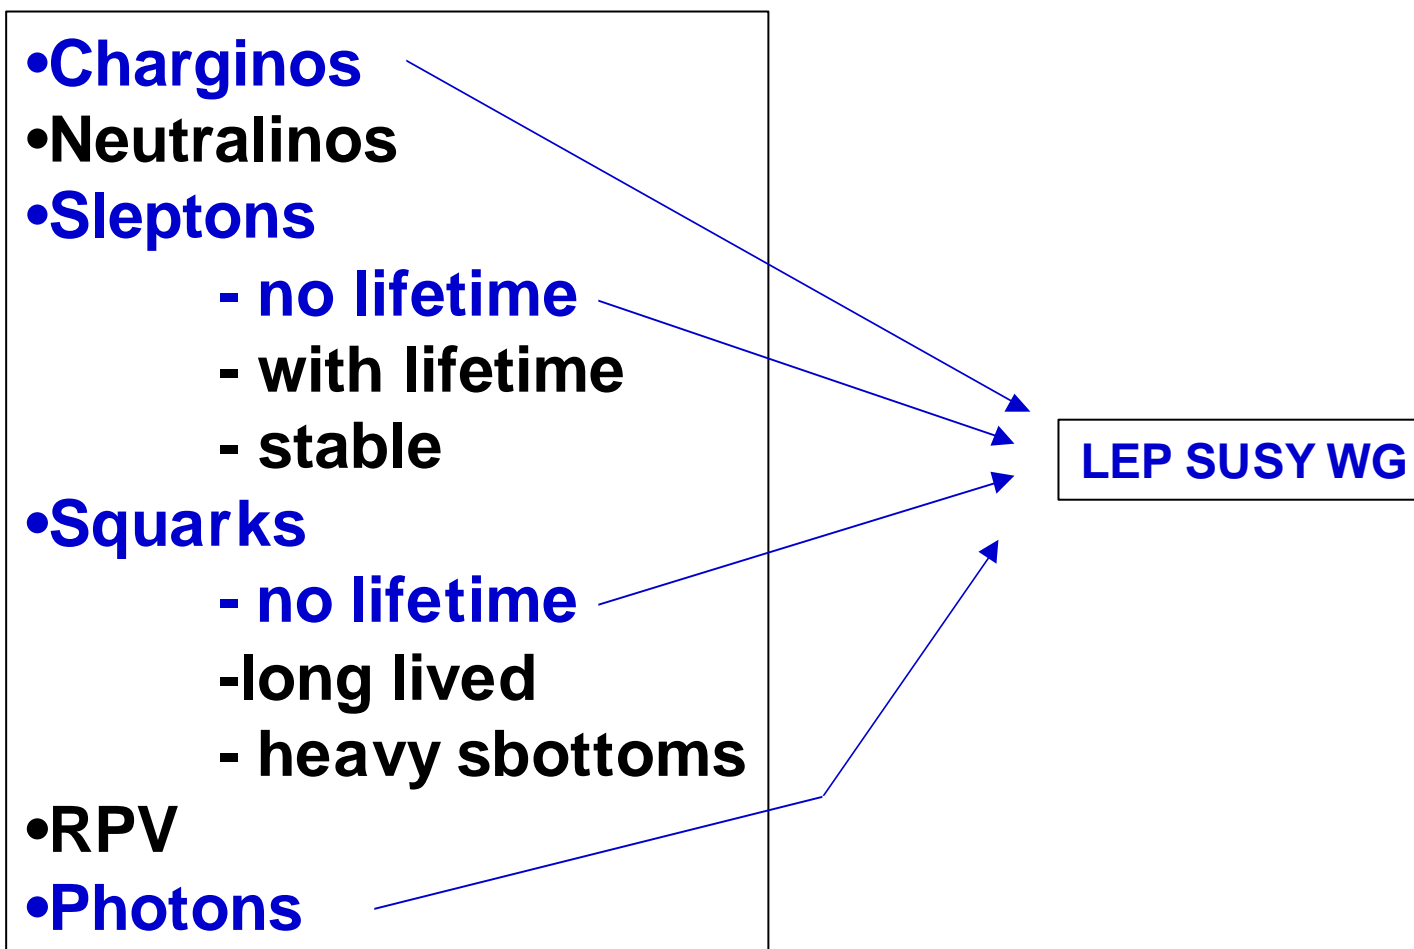 •Charginos
•Neutralinos
•Sleptons
- no lifetime
- with lifetime
- stable
•Squarks
- no lifetime
-long lived
- heavy sbottoms
•RPV
•Photons
LEP SUSY WG